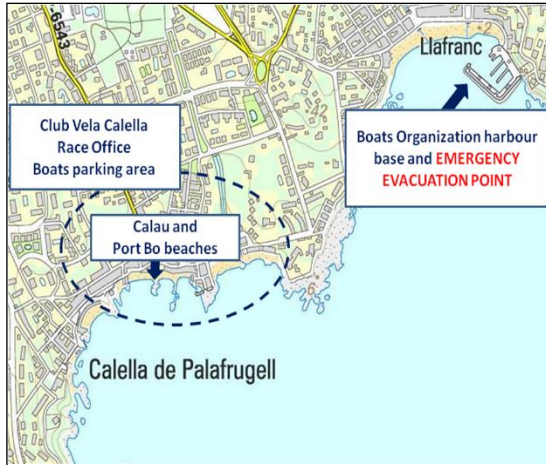 6543
Llafranc
Club Vela Calella
Race Office
Boats parking area
Boats Organization harbour
base and EMERGENCY
EVACUATION POINT
Calau and
Port Bo beaches
6
Calella de Palafrugell